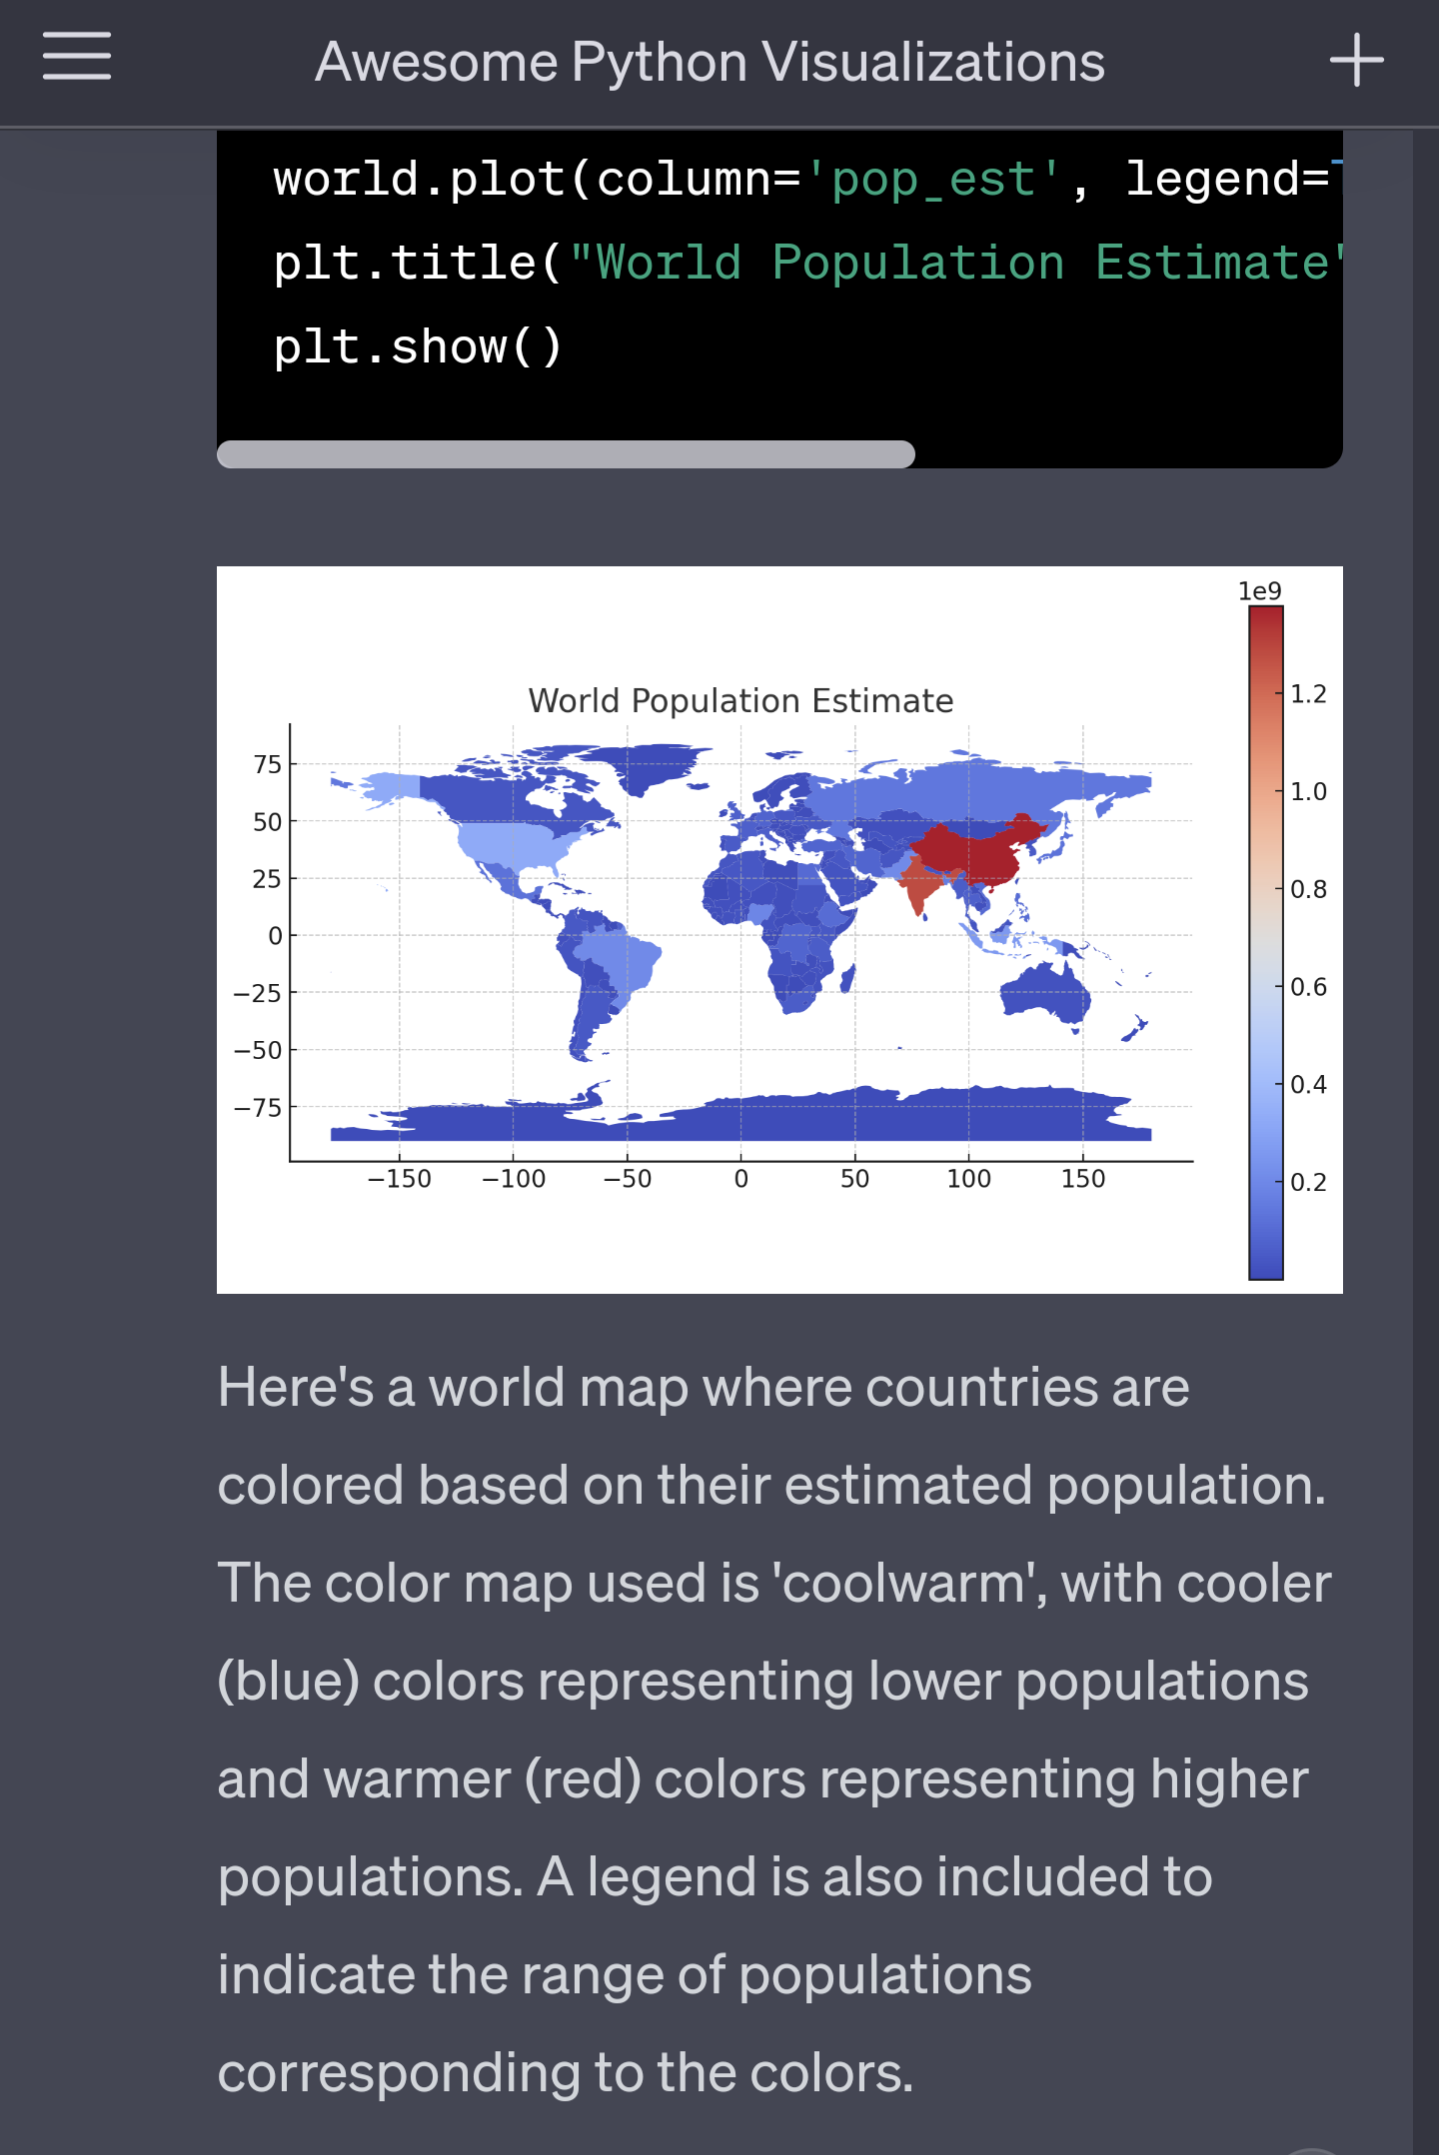 Awesome Python Visualizations
world.plot(column='pop_est', legend=
plt.title("World Population Estimate"
plt.show()
1e9
World Population Estimate
75
50
25
0
−25
−50
−75
−150 −100 −50 0 50 100 150
1.2
1.0
0.8
0.6
0.4
0.2
Here's a world map where countries are
colored based on their estimated population.
The color map used is 'coolwarm', with cooler
(blue) colors representing lower populations
and warmer (red) colors representing higher
populations. A legend is also included to
indicate the range of populations
corresponding to the colors.